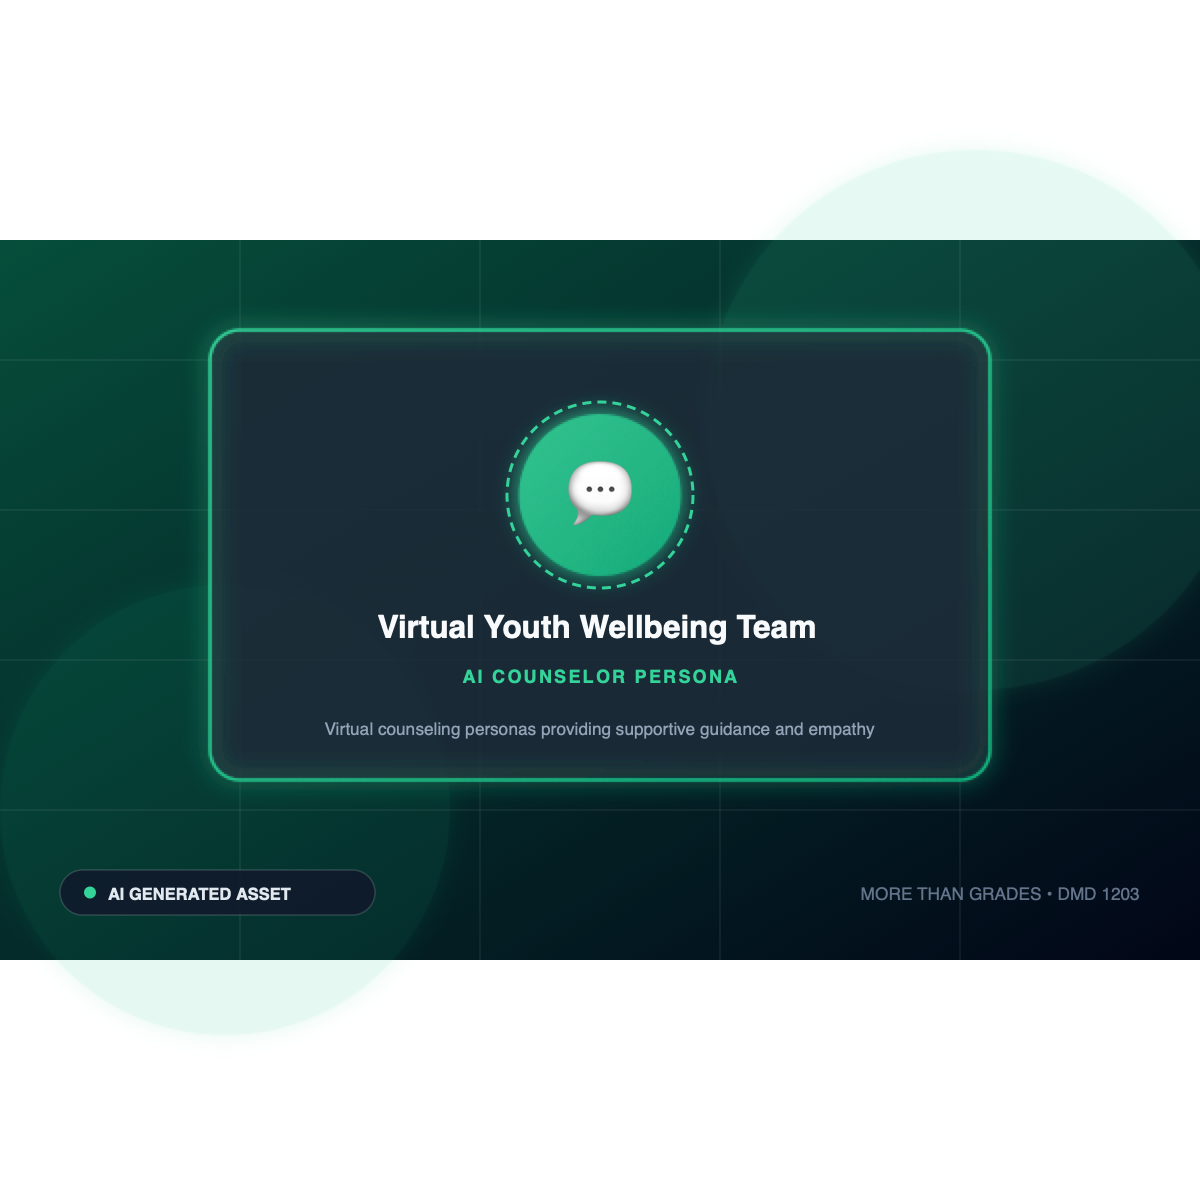 Virtual Youth Wellbeing Team
AI COUNSELOR PERSONA
Virtual counseling personas providing supportive guidance and empathy
AI GENERATED ASSET
MORE THAN GRADES • DMD 1203